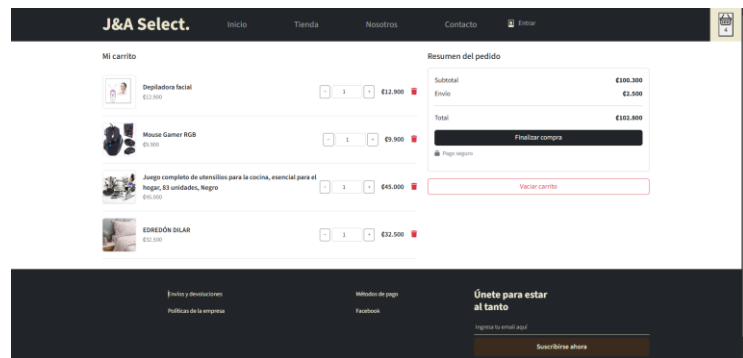 J&A Select.
Inicio
Tienda
Nosotros
Contacto
Entrar
4
Mi carrito
Depiladora facial
₡12.900
-
1
+
₡12.900
Mouse Gamer RGB
₡9.900
-
1
+
₡9.900
Juego completo de utensilios para la cocina, esencial para el
hogar, 83 unidades, Negro
₡45.000
-
1
+
₡45.000
EDREDÓN DILAR
₡32.500
-
1
+
₡32.500
Resumen del pedido
Subtotal
₡100.300
Envío
₡2.500
Total
₡102.800
Finalizar compra
Pago seguro
Vaciar carrito
Envíos y devoluciones
Políticas de la empresa
Métodos de pago
Facebook
Únete para estar
al tanto
Ingresa tu email aquí
Suscribirse ahora